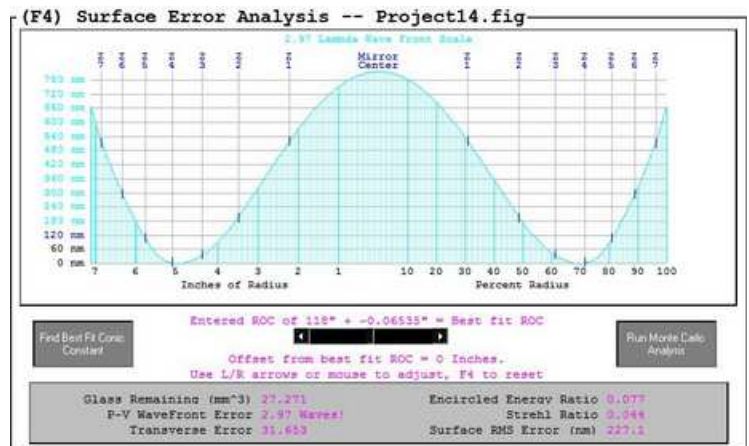 (F4) Surface Error Analysis -- Project14.fig
2.97 Lambda Wave Front Scale
Mirror
Center
780 nm
720 nm
660 nm
600 nm
540 nm
480 nm
420 nm
360 nm
300 nm
240 nm
180 nm
120 nm
60 nm
0 nm
7 6 5 4 3 2 1 10 20 30 40 50 60 70 80 90 100
Inches of Radius Percent Radius
Entered ROC of 118" + -0.06535" = Best fit ROC
Find Best Fit Conic
Constant
Run Monte Carlo
Analysis
Offset from best fit ROC = 0 Inches.
Use L/R arrows or mouse to adjust, F4 to reset
Glass Remaining (mm^3) 27.271 Encircled Energy Ratio 0.077
P-V WaveFront Error 2.97 Waves! Strehl Ratio 0.044
Transverse Error 31.653 Surface RMS Error (nm) 227.1